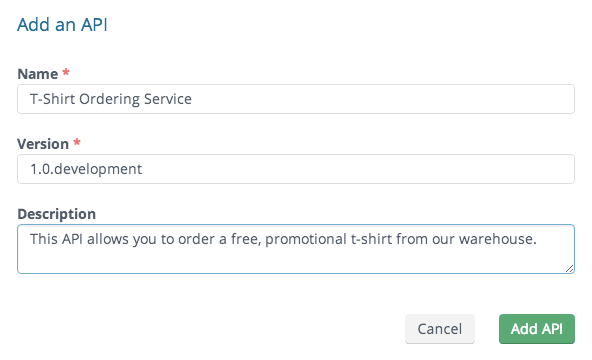 Add an API
Name *
T-Shirt Ordering Service
Version *
1.0.development
Description
This API allows you to order a free, promotional t-shirt from our warehouse.
Cancel
Add API